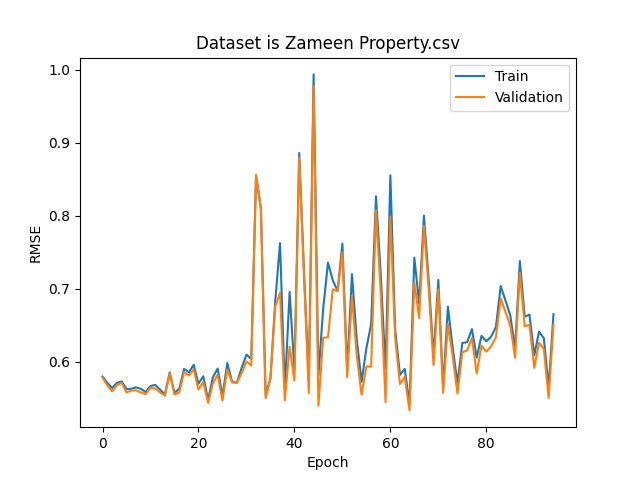 Dataset is Zameen Property.csv
Train
Validation
RMSE
1.0
0.9
0.8
0.7
0.6
0
20
40
60
80
Epoch